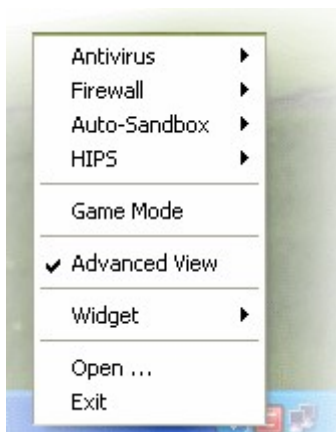 Antivirus
Firewall
Auto-Sandbox
HIPS
Game Mode
Advanced View
Widget
Open ...
Exit